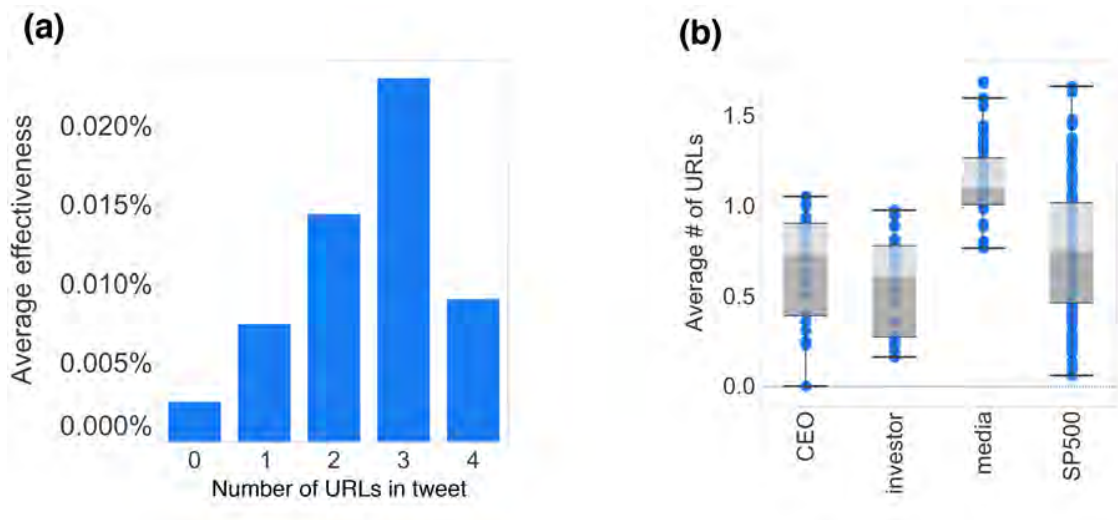 (a)
Average effectiveness
0.020%
0.015%
0.010%
0.005%
0.000%
0 1 2 3 4
Number of URLs in tweet
(b)
Average # of URLs
1.5
1.0
0.5
0.0
CEO
investor
media
SP500